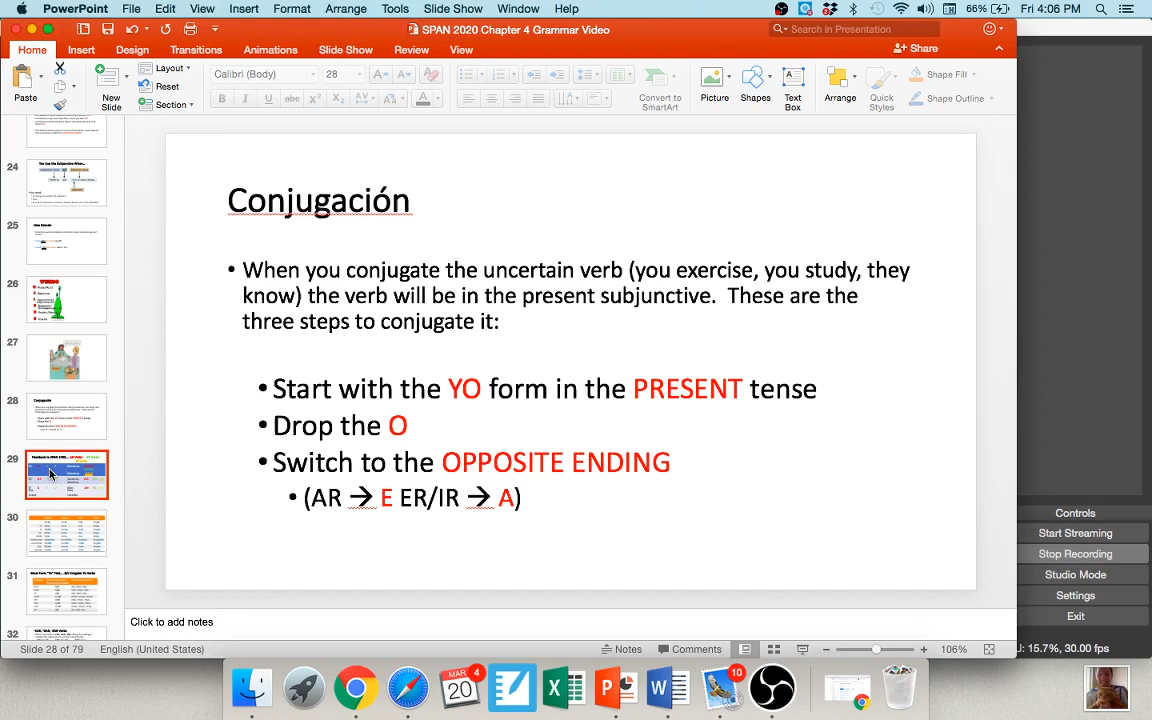 PowerPoint File Edit View Insert Format Arrange Tools Slide Show Window Help 66% Fri 4:06 PM
SPAN 2020 Chapter 4 Grammar Video
Search in Presentation
Home Insert Design Transitions Animations Slide Show Review View Share
Paste New Slide Layout Reset Section Calibri (Body) 28 Convert to SmartArt Picture Shapes Text Box Arrange Quick Styles Shape Fill Shape Outline
24
25
26
27
28
29
30
31
32
Conjugación
• When you conjugate the uncertain verb (you exercise, you study, they
know) the verb will be in the present subjunctive. These are the
three steps to conjugate it:
• Start with the YO form in the PRESENT tense
• Drop the O
• Switch to the OPPOSITE ENDING
• (AR → E ER/IR → A)
Controls
Start Streaming
Stop Recording
Studio Mode
Settings
Exit
Click to add notes
Slide 28 of 79 English (United States) Notes Comments 106%
U: 15.7%, 30.00 fps
MAR
20
4
10